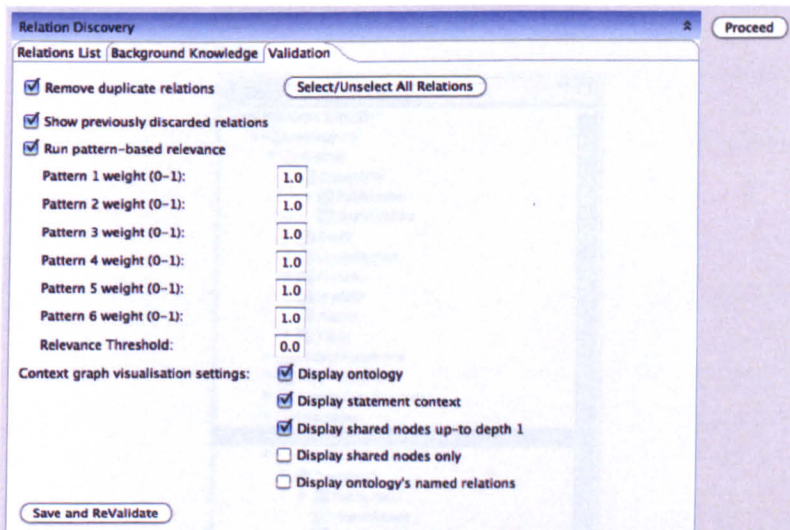 Relation Discovery
Proceed
Relations List Background Knowledge Validation
Remove duplicate relations Select/Unselect All Relations
Show previously discarded relations
Run pattern-based relevance
Pattern 1 weight (0-1): 1.0
Pattern 2 weight (0-1): 1.0
Pattern 3 weight (0-1): 1.0
Pattern 4 weight (0-1): 1.0
Pattern 5 weight (0-1): 1.0
Pattern 6 weight (0-1): 1.0
Relevance Threshold: 0.0
Context graph visualisation settings: Display ontology
Display statement context
Display shared nodes up-to depth 1
Display shared nodes only
Display ontology's named relations
Save and ReValidate